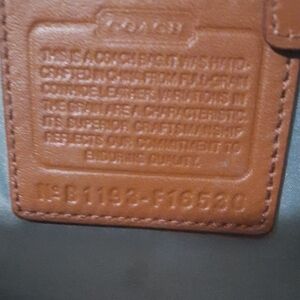 COACH
THIS IS A COACH BAG. IT WAS HAND-
CRAFTED IN CHINA FROM FULL-GRAIN
COWHIDE LEATHER. VARIATIONS IN
THE GRAIN ARE A CHARACTERISTIC.
ITS SUPERIOR CRAFTSMANSHIP
REFLECTS OUR COMMITMENT TO
ENDURING QUALITY.
Nº B1193-F16530